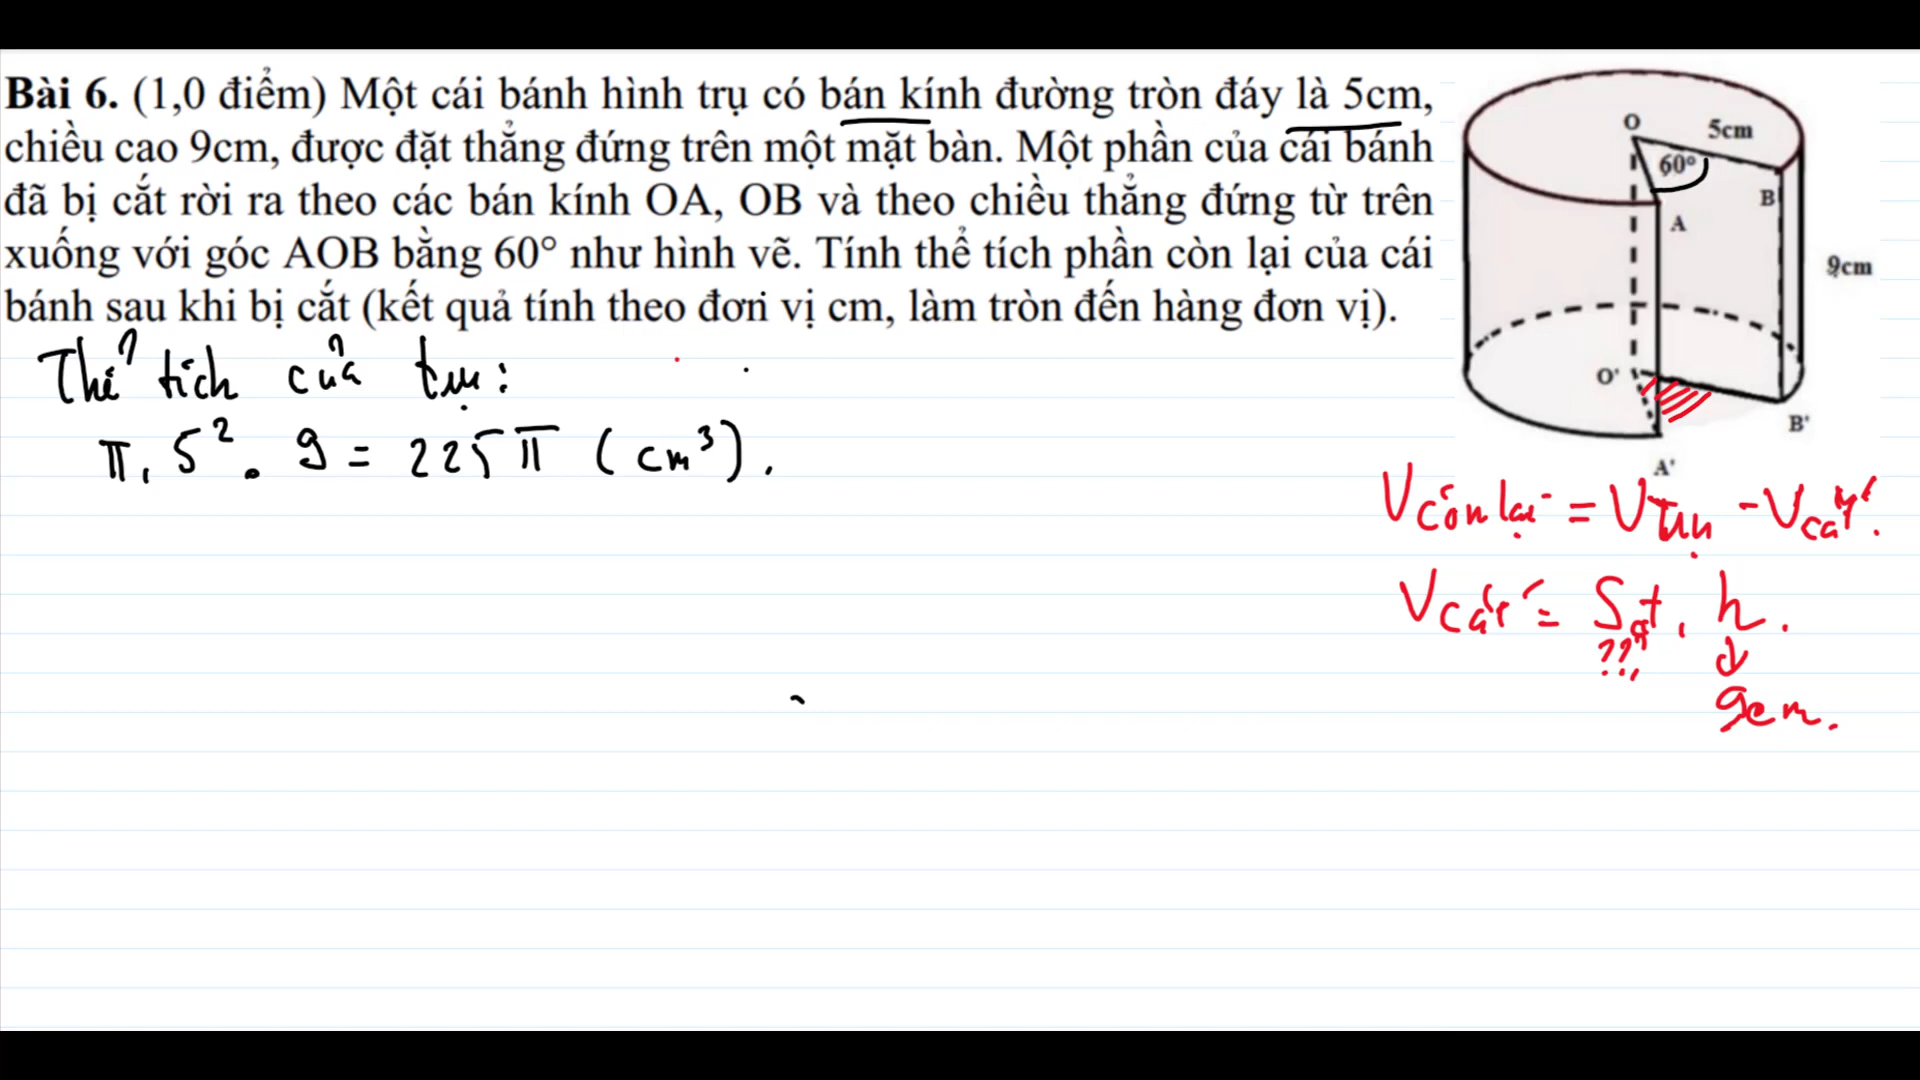 Bài 6. (1,0 điểm) Một cái bánh hình trụ có bán kính đường tròn đáy là 5cm,
chiều cao 9cm, được đặt thẳng đứng trên một mặt bàn. Một phần của cái bánh
đã bị cắt rời ra theo các bán kính OA, OB và theo chiều thẳng đứng từ trên
xuống với góc AOB bằng 60° như hình vẽ. Tính thể tích phần còn lại của cái
bánh sau khi bị cắt (kết quả tính theo đơn vị cm, làm tròn đến hàng đơn vị).
O
5cm
60°
B
A
9cm
O'
B'
A'
Thể tích của trụ:
π. 5². 9 = 225π (cm³).
V còn lại = V Trụ - V cắt.
V cắt = S qt. h.
???
9cm.